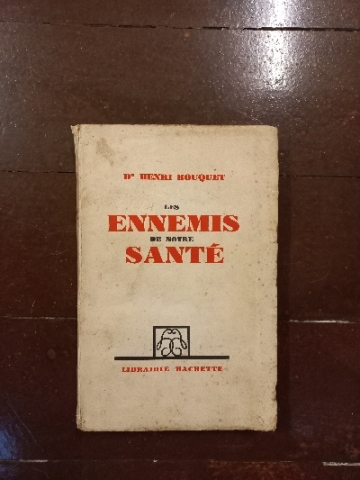 Dr HENRI BOUQUET
LES
ENNEMIS
DE NOTRE
SANTÉ
LIBRAIRIE HACHETTE